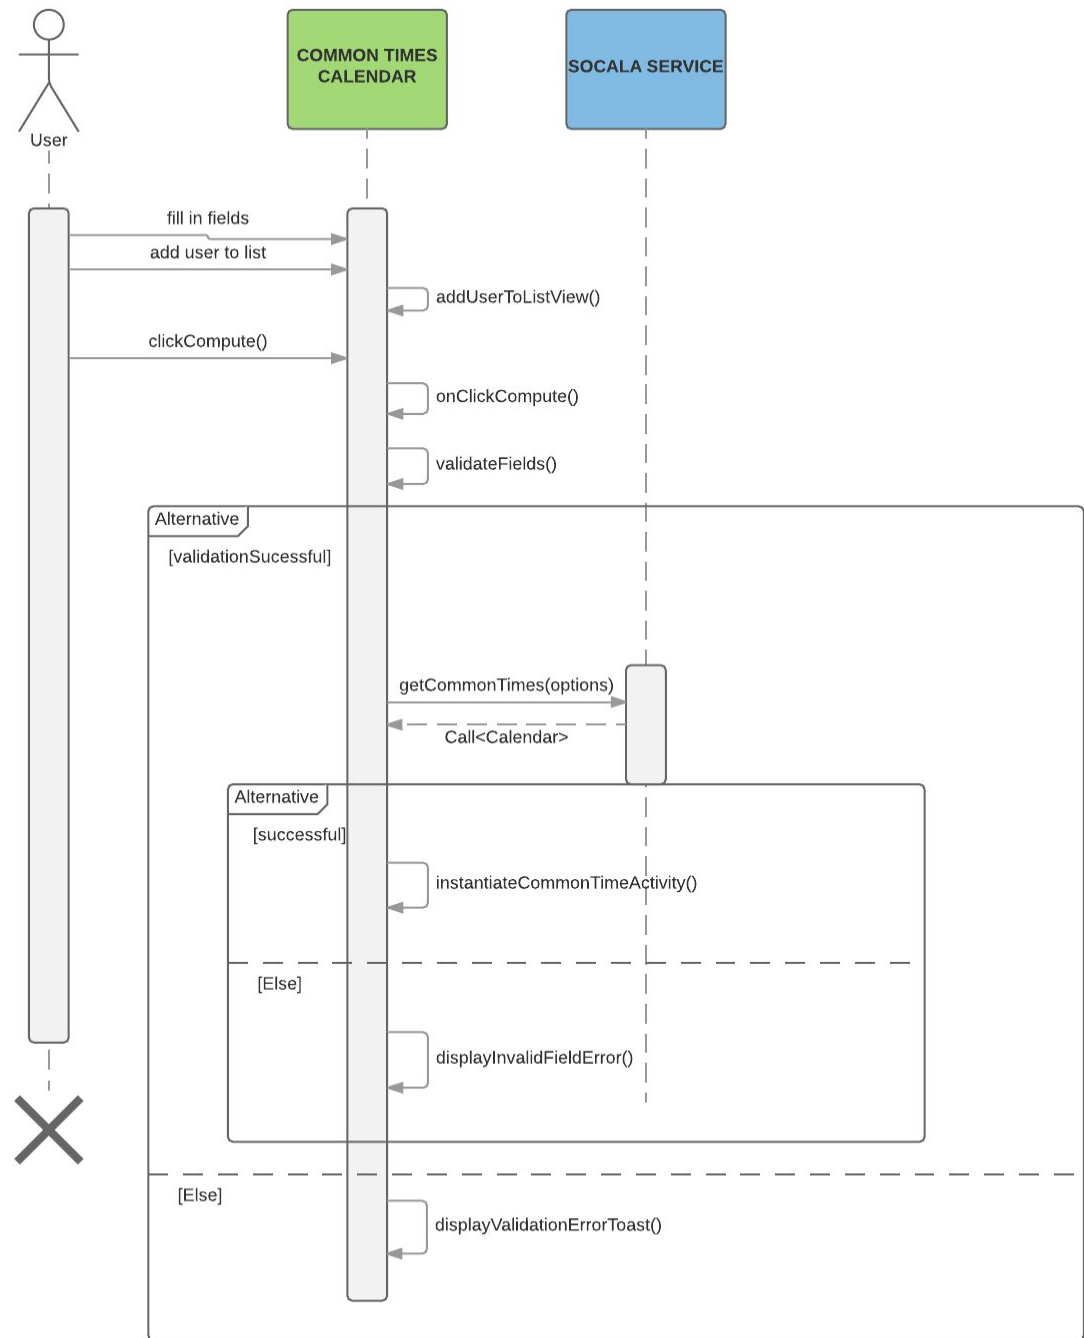 User
COMMON TIMES
CALENDAR
SOCALA SERVICE
fill in fields
add user to list
addUserToListView()
clickCompute()
onClickCompute()
validateFields()
Alternative
[validationSucessful]
getCommonTimes(options)
Call<Calendar>
Alternative
[successful]
instantiateCommonTimeActivity()
[Else]
displayInvalidFieldError()
[Else]
displayValidationErrorToast()